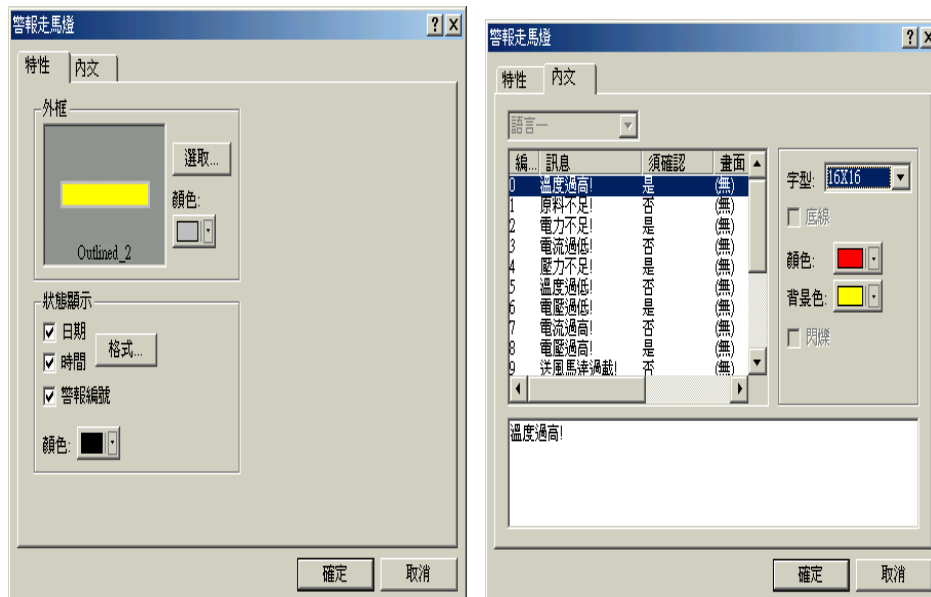 警報走馬燈
特性 內文
外框
選取...
顏色:
Outlined_2
狀態顯示
日期
時間
格式...
警報編號
顏色:
確定 取消
警報走馬燈
特性 內文
語言一
編... 訊息 須確認 畫面
0 溫度過高! 是 (無)
1 原料不足! 否 (無)
2 電力不足! 是 (無)
3 電流過低! 否 (無)
4 壓力不足! 是 (無)
5 溫度過低! 否 (無)
6 電壓過低! 是 (無)
7 電流過高! 否 (無)
8 電壓過高! 是 (無)
9 送風馬達過載! 否 (無)
字型: 16X16
底線
顏色:
背景色:
閃爍
溫度過高!
確定 取消